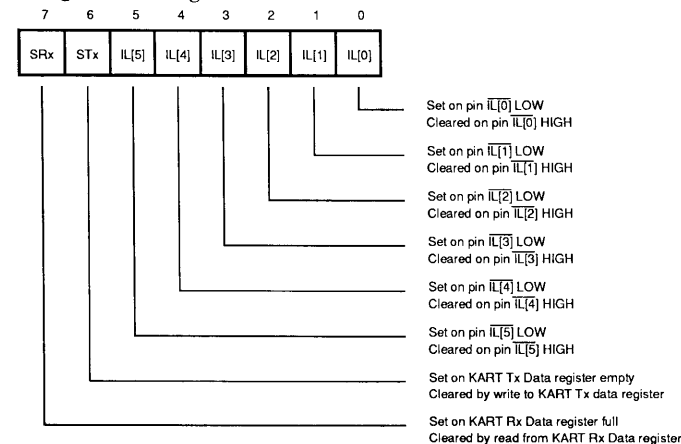 7 6 5 4 3 2 1 0
SRx STx IL[5] IL[4] IL[3] IL[2] IL[1] IL[0]
Set on pin IL[0] LOW
Cleared on pin IL[0] HIGH
Set on pin IL[1] LOW
Cleared on pin IL[1] HIGH
Set on pin IL[2] LOW
Cleared on pin IL[2] HIGH
Set on pin IL[3] LOW
Cleared on pin IL[3] HIGH
Set on pin IL[4] LOW
Cleared on pin IL[4] HIGH
Set on pin IL[5] LOW
Cleared on pin IL[5] HIGH
Set on KART Tx Data register empty
Cleared by write to KART Tx data register
Set on KART Rx Data register full
Cleared by read from KART Rx Data register